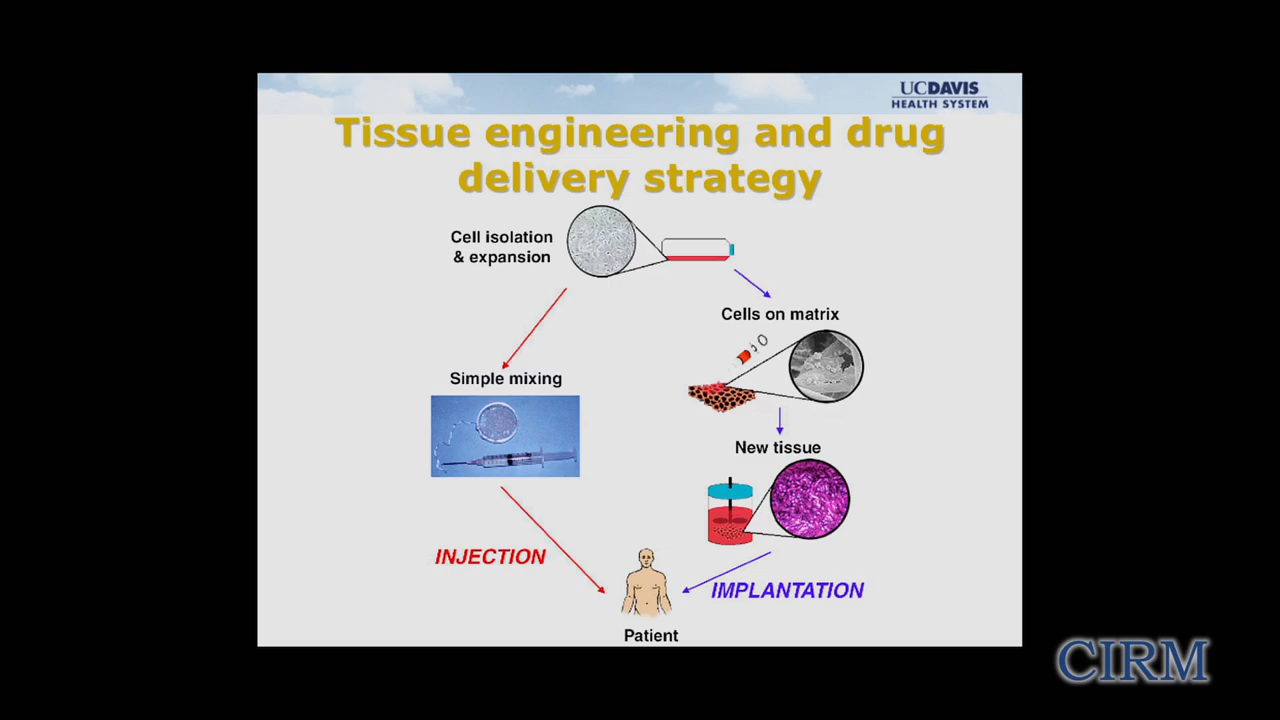 UCDAVIS
HEALTH SYSTEM
Tissue engineering and drug
delivery strategy
Cell isolation
& expansion
Cells on matrix
Simple mixing
New tissue
INJECTION
IMPLANTATION
Patient
CIRM